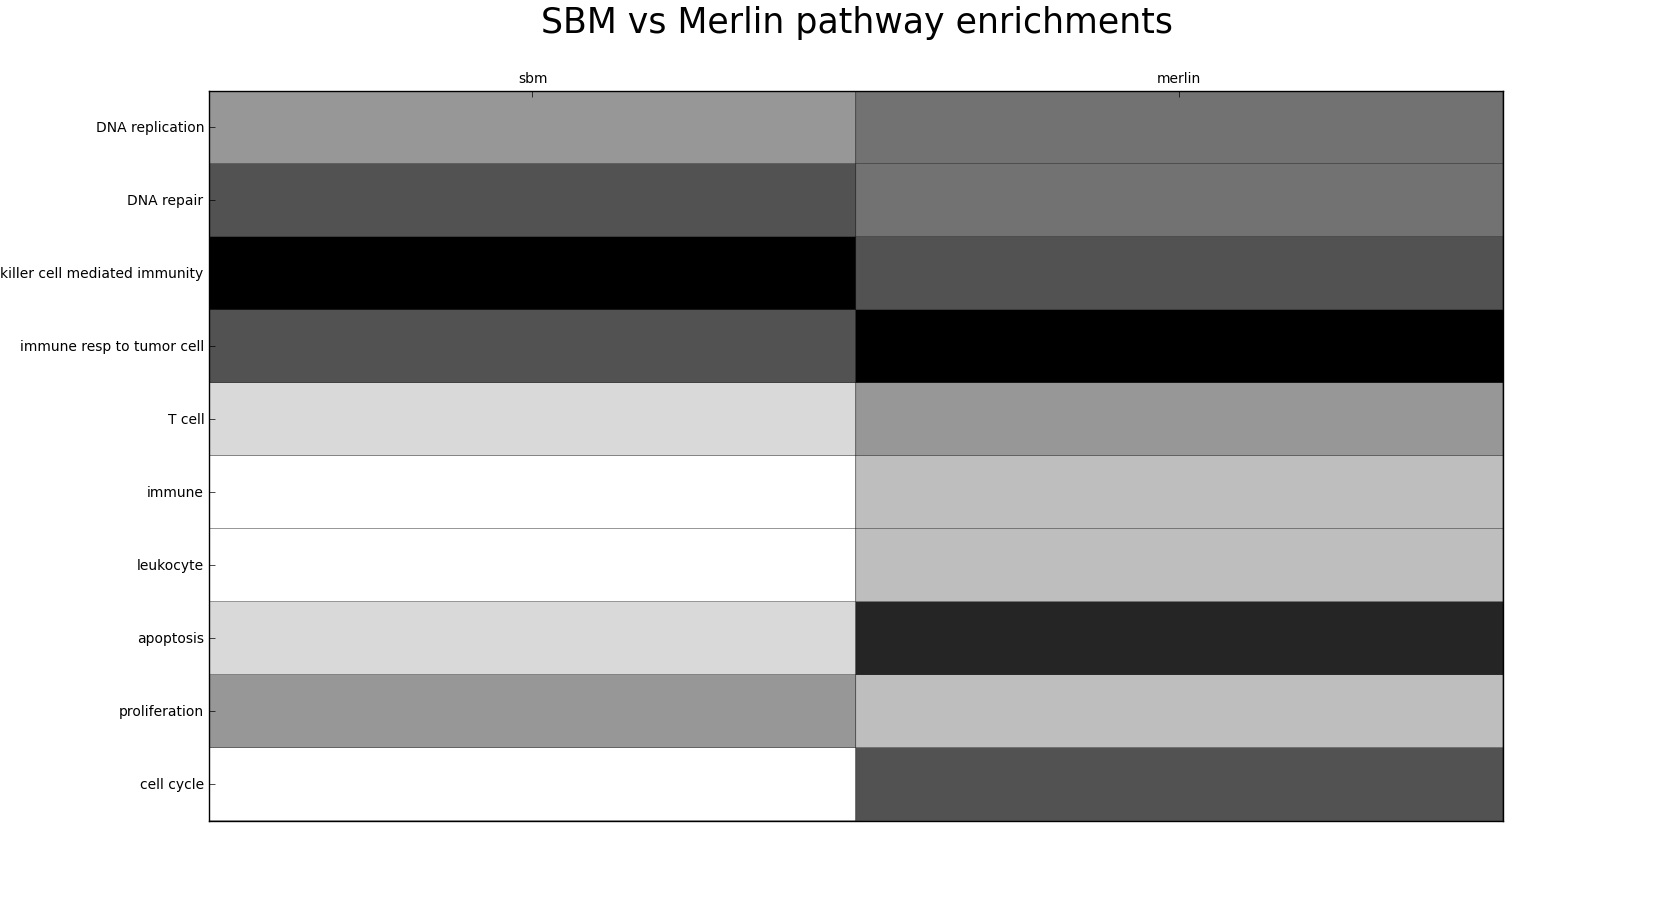 SBM vs Merlin pathway enrichments
sbm merlin
DNA replication
DNA repair
killer cell mediated immunity
immune resp to tumor cell
T cell
immune
leukocyte
apoptosis
proliferation
cell cycle